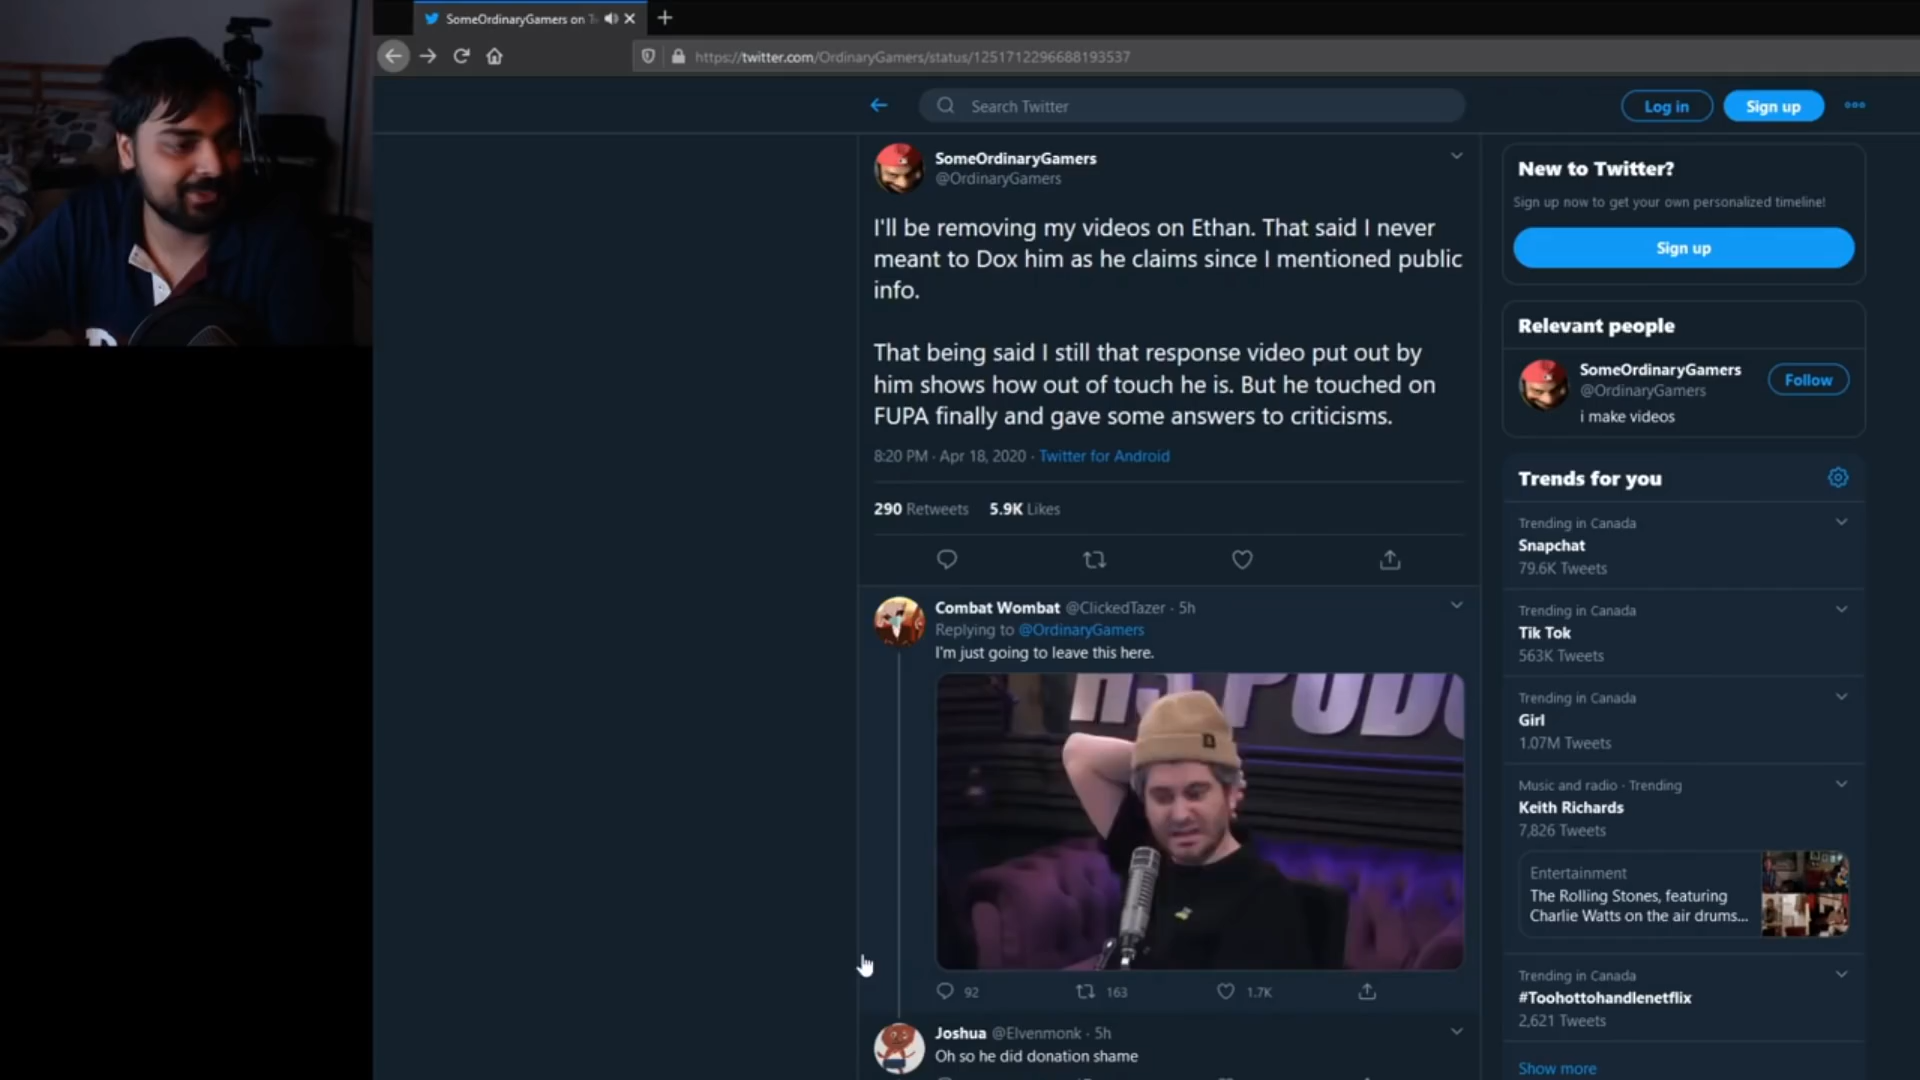 SomeOrdinaryGamers on
https://twitter.com/OrdinaryGamers/status/1251712296688193537
Search Twitter
Log in
Sign up
SomeOrdinaryGamers
@OrdinaryGamers
I'll be removing my videos on Ethan. That said I never
meant to Dox him as he claims since I mentioned public
info.
That being said I still that response video put out by
him shows how out of touch he is. But he touched on
FUPA finally and gave some answers to criticisms.
8:20 PM · Apr 18, 2020 · Twitter for Android
290 Retweets 5.9K Likes
Combat Wombat @ClickedTazer · 5h
Replying to @OrdinaryGamers
I'm just going to leave this here.
92 163 1.7K
Joshua @Elvenmonk · 5h
Oh so he did donation shame
New to Twitter?
Sign up now to get your own personalized timeline!
Sign up
Relevant people
SomeOrdinaryGamers
@OrdinaryGamers
Follow
i make videos
Trends for you
Trending in Canada
Snapchat
79.6K Tweets
Trending in Canada
Tik Tok
563K Tweets
Trending in Canada
Girl
1.07M Tweets
Music and radio · Trending
Keith Richards
7,826 Tweets
Entertainment
The Rolling Stones, featuring
Charlie Watts on the air drums...
Trending in Canada
#Toohottohandlenetflix
2,621 Tweets
Show more